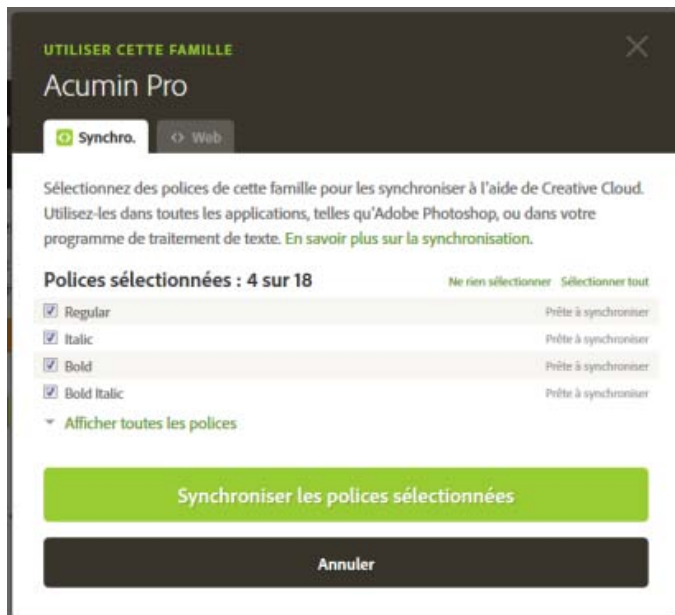 UTILISER CETTE FAMILLE
Acumin Pro
Synchro.
Web
Sélectionnez des polices de cette famille pour les synchroniser à l'aide de Creative Cloud.
Utilisez-les dans toutes les applications, telles qu'Adobe Photoshop, ou dans votre
programme de traitement de texte. En savoir plus sur la synchronisation.
Polices sélectionnées : 4 sur 18 Ne rien sélectionner Sélectionner tout
Regular Prête à synchroniser
Italic Prête à synchroniser
Bold Prête à synchroniser
Bold Italic Prête à synchroniser
Afficher toutes les polices
Synchroniser les polices sélectionnées
Annuler